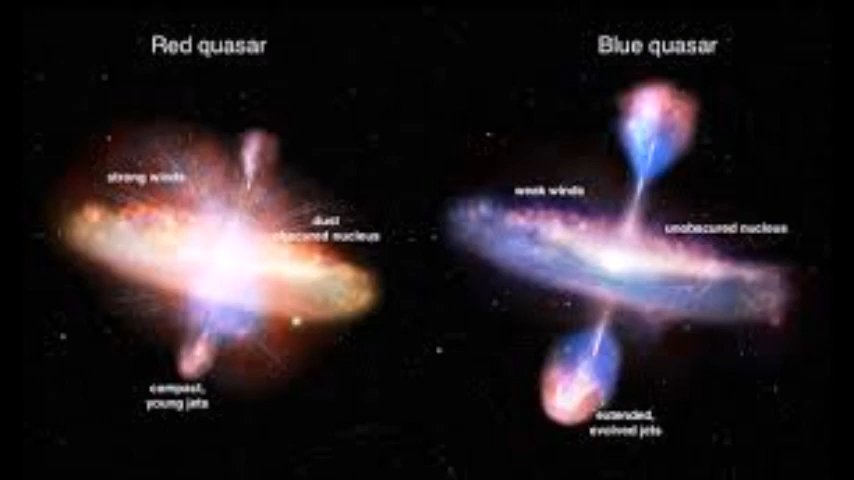 Red quasar
strong winds
dust
obscured nucleus
compact,
young jets
Blue quasar
weak winds
unobscured nucleus
extended,
evolved jets